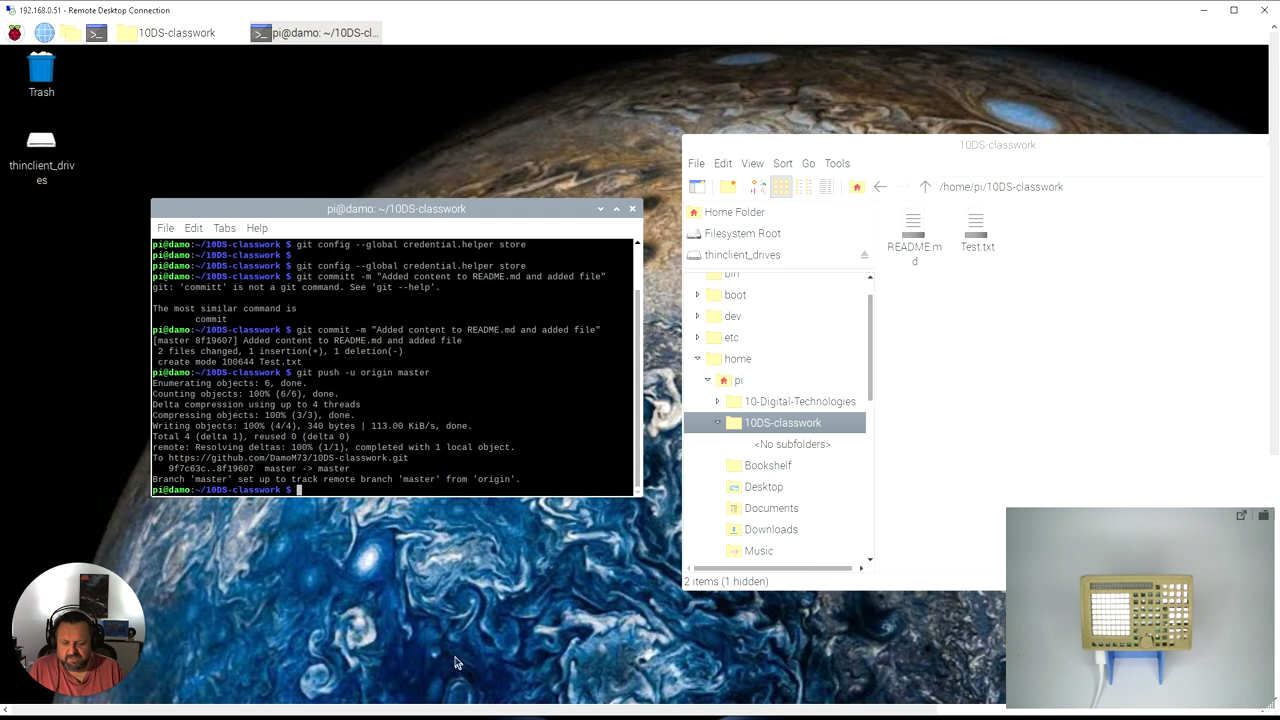 192.168.0.51 - Remote Desktop Connection
10DS-classwork
pi@damo: ~/10DS-cl...
Trash
thinclient_driv
es
pi@damo: ~/10DS-classwork
File Edit Tabs Help
pi@damo:~/10DS-classwork $ git config --global credential.helper store
pi@damo:~/10DS-classwork $
pi@damo:~/10DS-classwork $ git config --global credential.helper store
pi@damo:~/10DS-classwork $ git committ -m "Added content to README.md and added file"
git: 'committ' is not a git command. See 'git --help'.
The most similar command is
commit
pi@damo:~/10DS-classwork $ git commit -m "Added content to README.md and added file"
[master 8f19607] Added content to README.md and added file
2 files changed, 1 insertion(+), 1 deletion(-)
create mode 100644 Test.txt
pi@damo:~/10DS-classwork $ git push -u origin master
Enumerating objects: 6, done.
Counting objects: 100% (6/6), done.
Delta compression using up to 4 threads
Compressing objects: 100% (3/3), done.
Writing objects: 100% (4/4), 340 bytes | 113.00 KiB/s, done.
Total 4 (delta 1), reused 0 (delta 0)
remote: Resolving deltas: 100% (1/1), completed with 1 local object.
To https://github.com/DamoM73/10DS-classwork.git
9f7c63c..8f19607 master -> master
Branch 'master' set up to track remote branch 'master' from 'origin'.
pi@damo:~/10DS-classwork $
10DS-classwork
File Edit View Sort Go Tools
/home/pi/10DS-classwork
Home Folder
Filesystem Root
thinclient_drives
bin
boot
dev
etc
home
pi
10-Digital-Technologies
10DS-classwork
<No subfolders>
Bookshelf
Desktop
Documents
Downloads
Music
README.m
d
Test.txt
2 items (1 hidden)